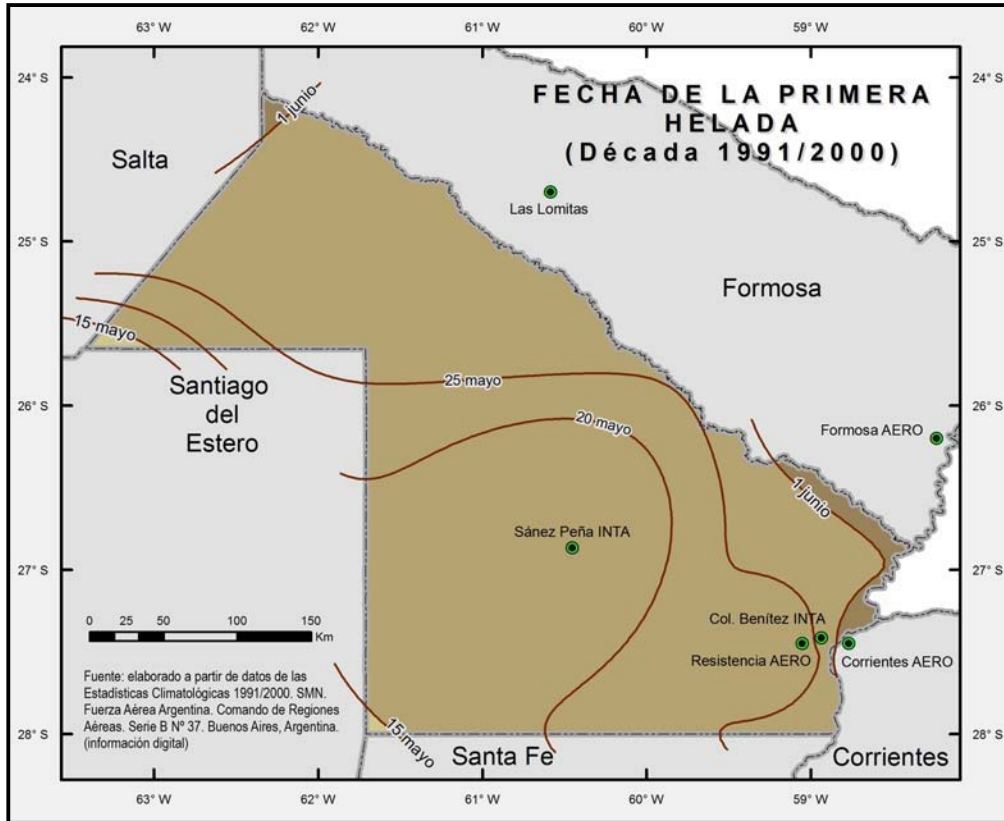 63° W
62° W
61° W
60° W
59° W
24° S
24° S
FECHA DE LA PRIMERA
HELADA
(Década 1991/2000)
1 junio
Salta
Las Lomitas
25° S
25° S
Formosa
15 mayo
25 mayo
Santiago
del
Estero
20 mayo
26° S
26° S
Formosa AERO
1 junio
Sánez Peña INTA
27° S
27° S
Col. Benítez INTA
0 25 50 100 150
Km
Resistencia AERO
Corrientes AERO
Fuente: elaborado a partir de datos de las
Estadísticas Climatológicas 1991/2000. SMN.
Fuerza Aérea Argentina. Comando de Regiones
Aéreas. Serie B Nº 37. Buenos Aires, Argentina.
(información digital)
15 mayo
28° S
28° S
Santa Fe
Corrientes
63° W
62° W
61° W
60° W
59° W